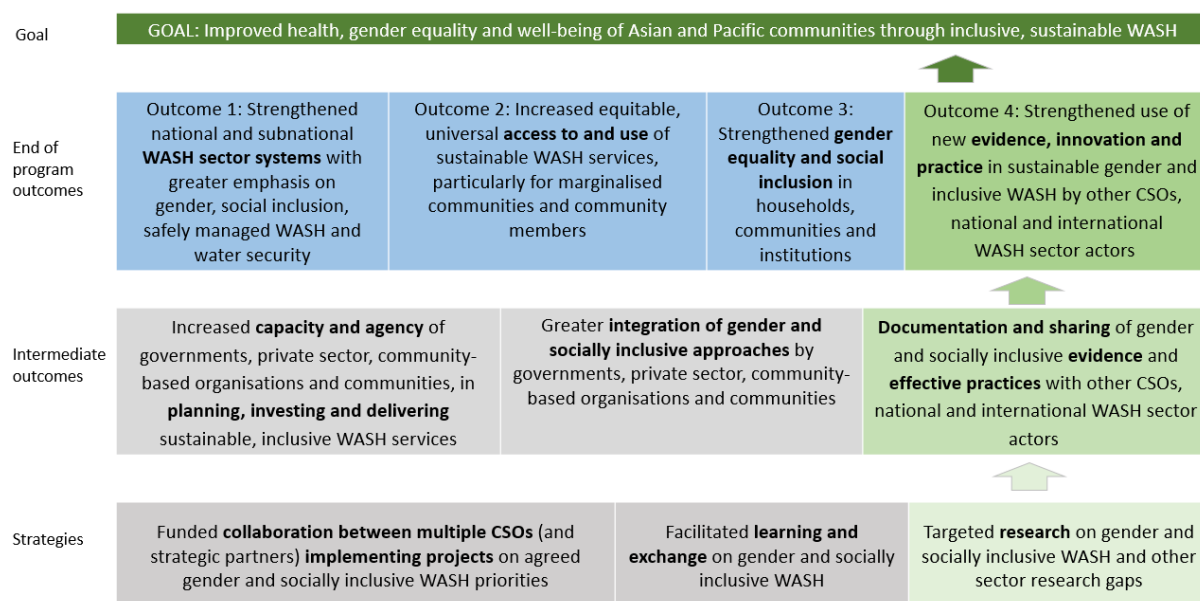 Goal
GOAL: Improved health, gender equality and well-being of Asian and Pacific communities through inclusive, sustainable WASH
End of
program
outcomes
Outcome 1: Strengthened
national and subnational
WASH sector systems with
greater emphasis on
gender, social inclusion,
safely managed WASH and
water security
Outcome 2: Increased equitable,
universal access to and use of
sustainable WASH services,
particularly for marginalised
communities and community
members
Outcome 3:
Strengthened gender
equality and social
inclusion in
households,
communities and
institutions
Outcome 4: Strengthened use of
new evidence, innovation and
practice in sustainable gender and
inclusive WASH by other CSOs,
national and international
WASH sector actors
Intermediate
outcomes
Increased capacity and agency of
governments, private sector, community-
based organisations and communities, in
planning, investing and delivering
sustainable, inclusive WASH services
Greater integration of gender and
socially inclusive approaches by
governments, private sector, community-
based organisations and communities
Documentation and sharing of gender
and socially inclusive evidence and
effective practices with other CSOs,
national and international WASH sector
actors
Strategies
Funded collaboration between multiple CSOs (and
strategic partners) implementing projects on agreed
gender and socially inclusive WASH priorities
Facilitated learning and
exchange on gender and socially
inclusive WASH
Targeted research on gender and
socially inclusive WASH and other
sector research gaps